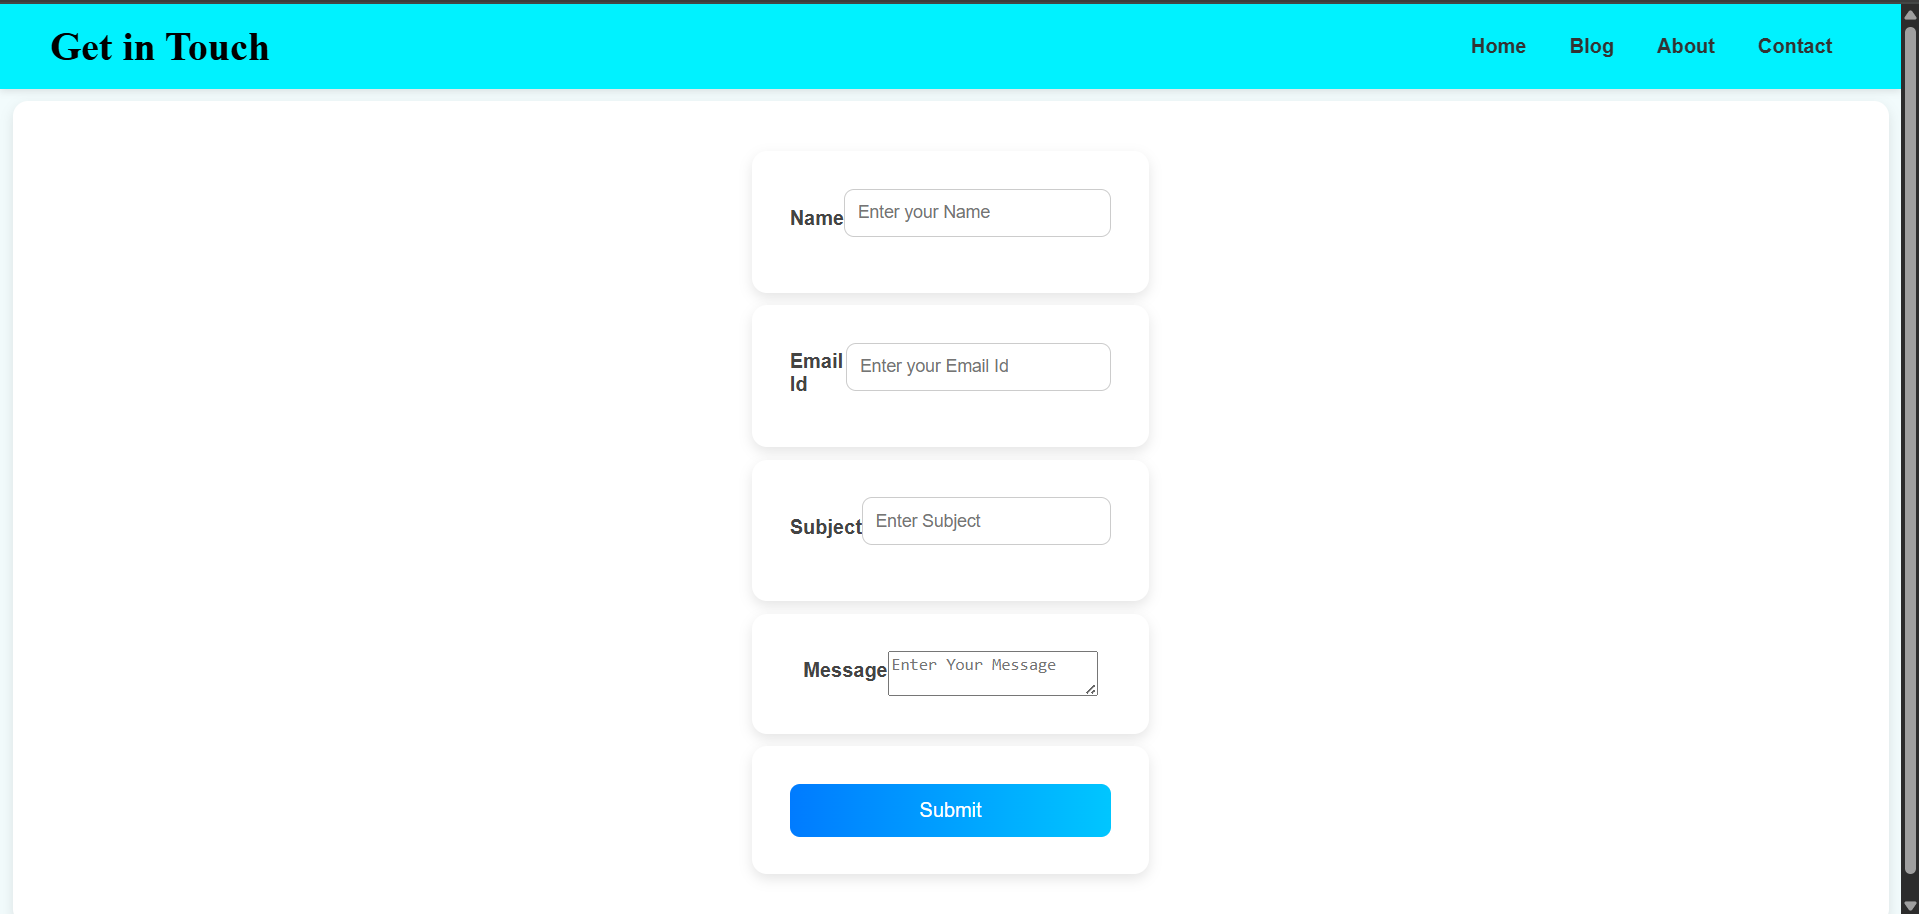 Get in Touch
Home Blog About Contact
Name Enter your Name
Email Id Enter your Email Id
Subject Enter Subject
Message Enter Your Message
Submit